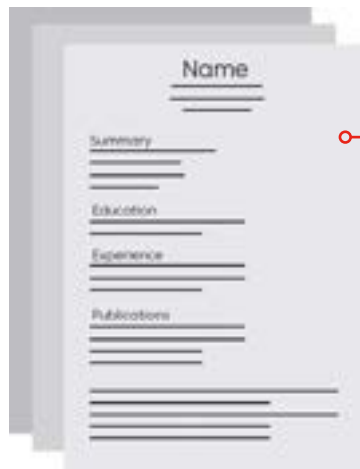 Name
Summary
Education
Experience
Publications